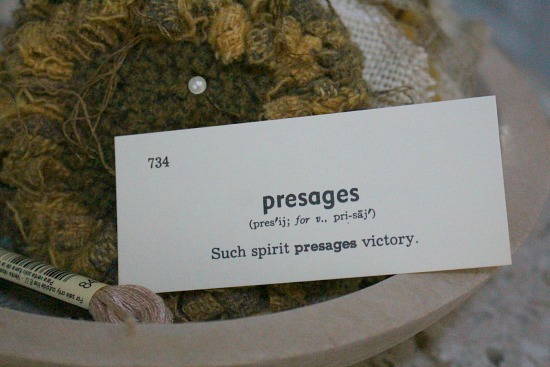 734
presages
(pres′ij; for v., pri-sāj′)
Such spirit presages victory.